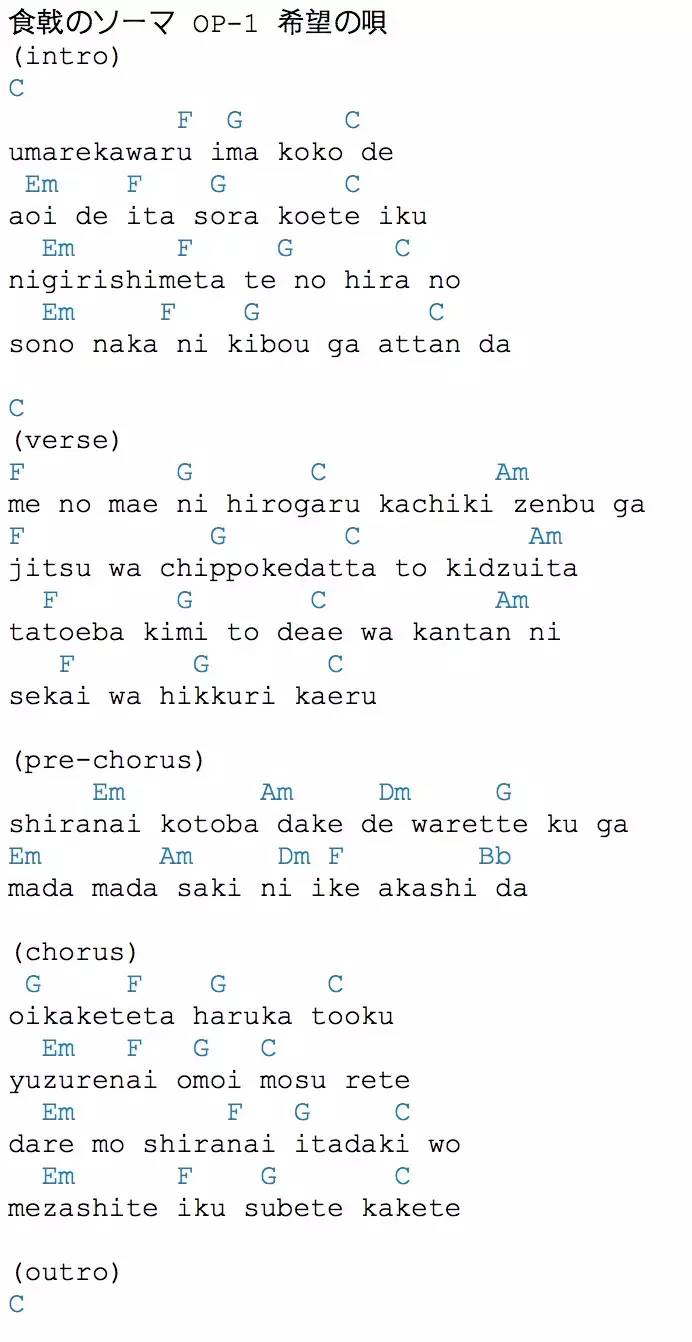 食戟のソーマ OP-1 希望の唄
(intro)
C
F G C
umarekawaru ima koko de
Em F G C
aoi de ita sora koete iku
Em F G C
nigirishimeta te no hira no
Em F G C
sono naka ni kibou ga attan da
C
(verse)
F G C Am
me no mae ni hirogaru kachiki zenbu ga
F G C Am
jitsu wa chippokedatta to kidzuita
F G C Am
tatoeba kimi to deae wa kantan ni
F G C
sekai wa hikkuri kaeru
(pre-chorus)
Em Am Dm G
shiranai kotoba dake de warette ku ga
Em Am Dm F Bb
mada mada saki ni ike akashi da
(chorus)
G F G C
oikaketeta haruka tooku
Em F G C
yuzurenai omoi mosu rete
Em F G C
dare mo shiranai itadaki wo
Em F G C
mezashite iku subete kakete
(outro)
C